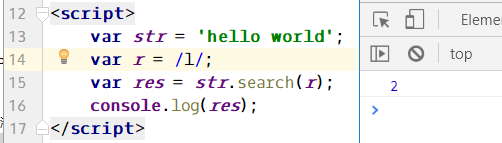 12 <script>
13 var str = 'hello world';
14 var r = /l/;
15 var res = str.search(r);
16 console.log(res);
17 </script>
Elemen
top
2
>